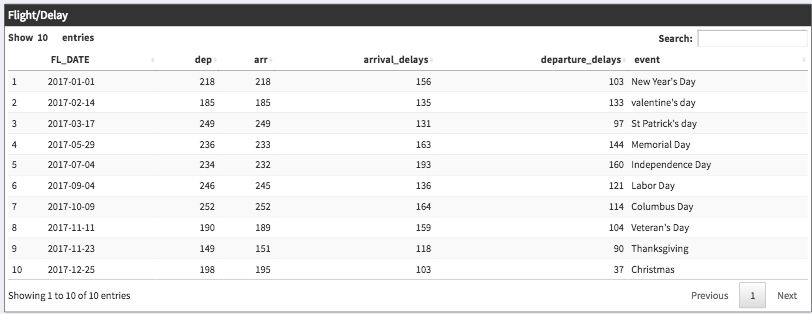 Flight/Delay
Show 10 entries Search:
FL_DATE dep arr arrival_delays departure_delays event
1 2017-01-01 218 218 156 103 New Year's Day
2 2017-02-14 185 185 135 133 valentine's day
3 2017-03-17 249 249 131 97 St Patrick's day
4 2017-05-29 236 233 163 144 Memorial Day
5 2017-07-04 234 232 193 160 Independence Day
6 2017-09-04 246 245 136 121 Labor Day
7 2017-10-09 252 252 164 114 Columbus Day
8 2017-11-11 190 189 159 104 Veteran's Day
9 2017-11-23 149 151 118 90 Thanksgiving
10 2017-12-25 198 195 103 37 Christmas
Showing 1 to 10 of 10 entries Previous 1 Next